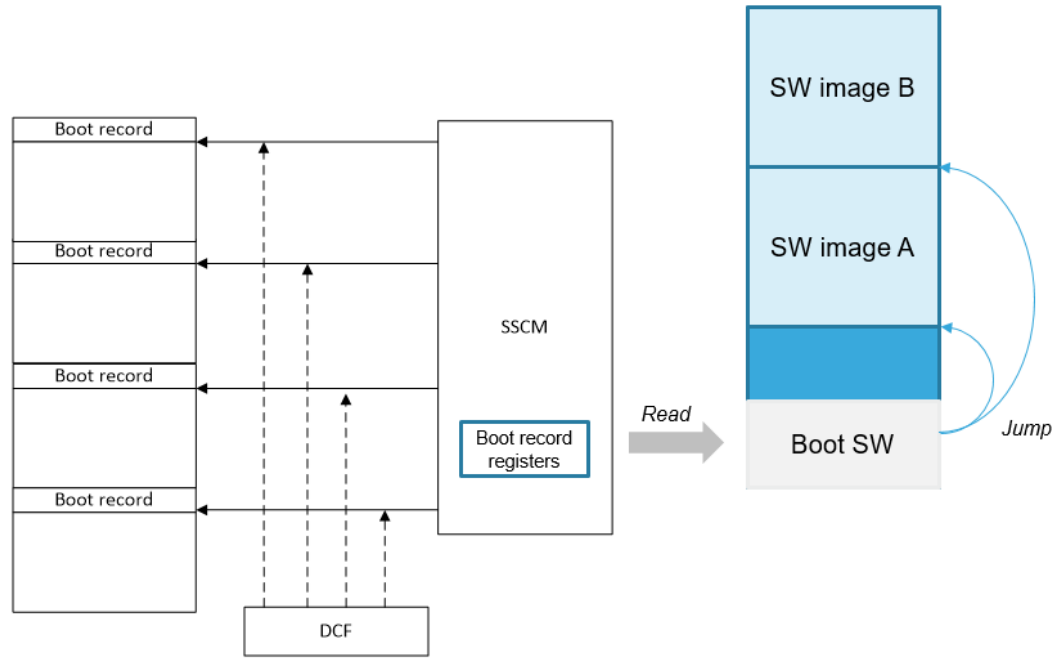 Boot record
Boot record
Boot record
Boot record
SSCM
Boot record
registers
DCF
Read
SW image B
SW image A
Boot SW
Jump